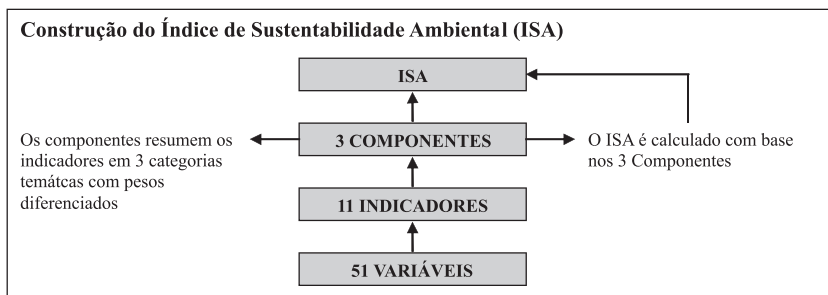 Construção do Índice de Sustentabilidade Ambiental (ISA)
ISA
Os componentes resumem os
indicadores em 3 categorias
temátcas com pesos
diferenciados
3 COMPONENTES
O ISA é calculado com base
nos 3 Componentes
11 INDICADORES
51 VARIÁVEIS